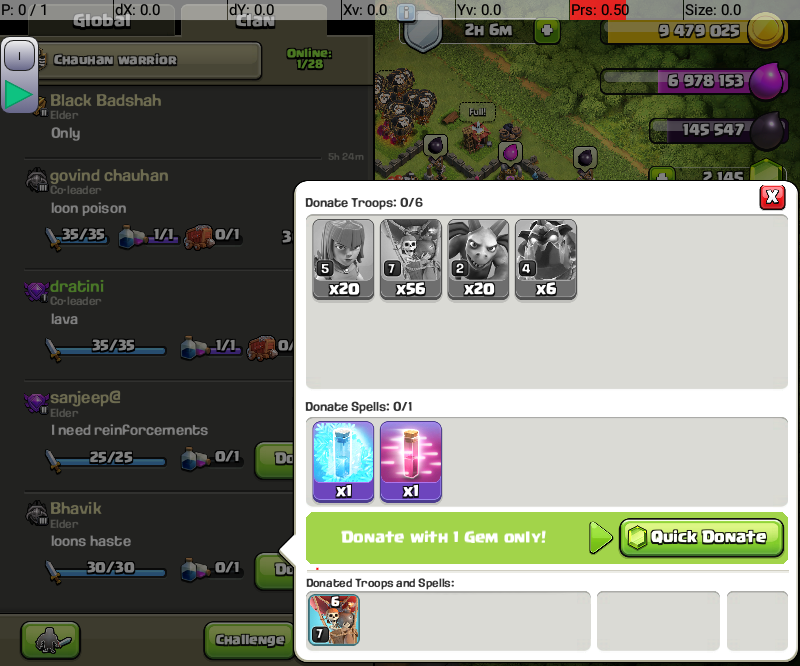 P: 0 / 1 dX: 0.0 dY: 0.0 Xv: 0.0 Yv: 0.0 Prs: 0.50 Size: 0.0
Global Clan
2H 6M
9 479 025
I
Chauhan warrior
Online:
1/28
6 978 153
Black Badshah
Elder
Only
Full!
145 547
5h 24m
2 145
govind chauhan
Co-leader
loon poison
35/35 1/1 0/1 3
dratini
Co-leader
lava
35/35 1/1 0/
sanjeep@
Elder
I need reinforcements
25/25 0/1 Do
Bhavik
Elder
loons haste
30/30 0/1 Do
Challenge
Donate Troops: 0/6
X
5 7 2 4
x20 x56 x20 x6
Donate Spells: 0/1
x1 x1
Donate with 1 Gem only!
Quick Donate
Donated Troops and Spells:
6
7